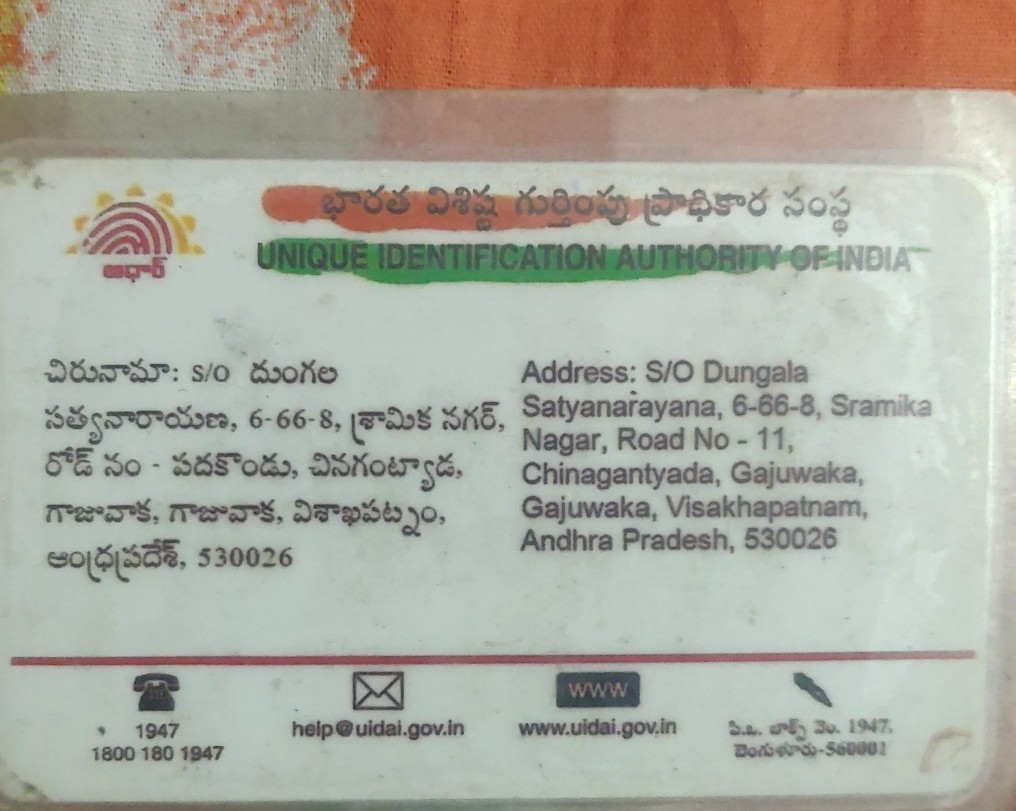 భారత విశిష్ట గుర్తింపు ప్రాధికార సంస్థ
UNIQUE IDENTIFICATION AUTHORITY OF INDIA
ఆధార్
చిరునామా: S/O దుంగల
సత్యనారాయణ, 6-66-8, శ్రామిక నగర్,
రోడ్ నం - పదకొండు, చినగంట్యాడ,
గాజువాక, గాజువాక, విశాఖపట్నం,
ఆంధ్రప్రదేశ్, 530026
Address: S/O Dungala
Satyanarayana, 6-66-8, Sramika
Nagar, Road No - 11,
Chinagantyada, Gajuwaka,
Gajuwaka, Visakhapatnam,
Andhra Pradesh, 530026
1947
1800 180 1947
help@uidai.gov.in
WWW
www.uidai.gov.in
పి.బి. బాక్స్ నెం. 1947,
బెంగుళూరు-560001